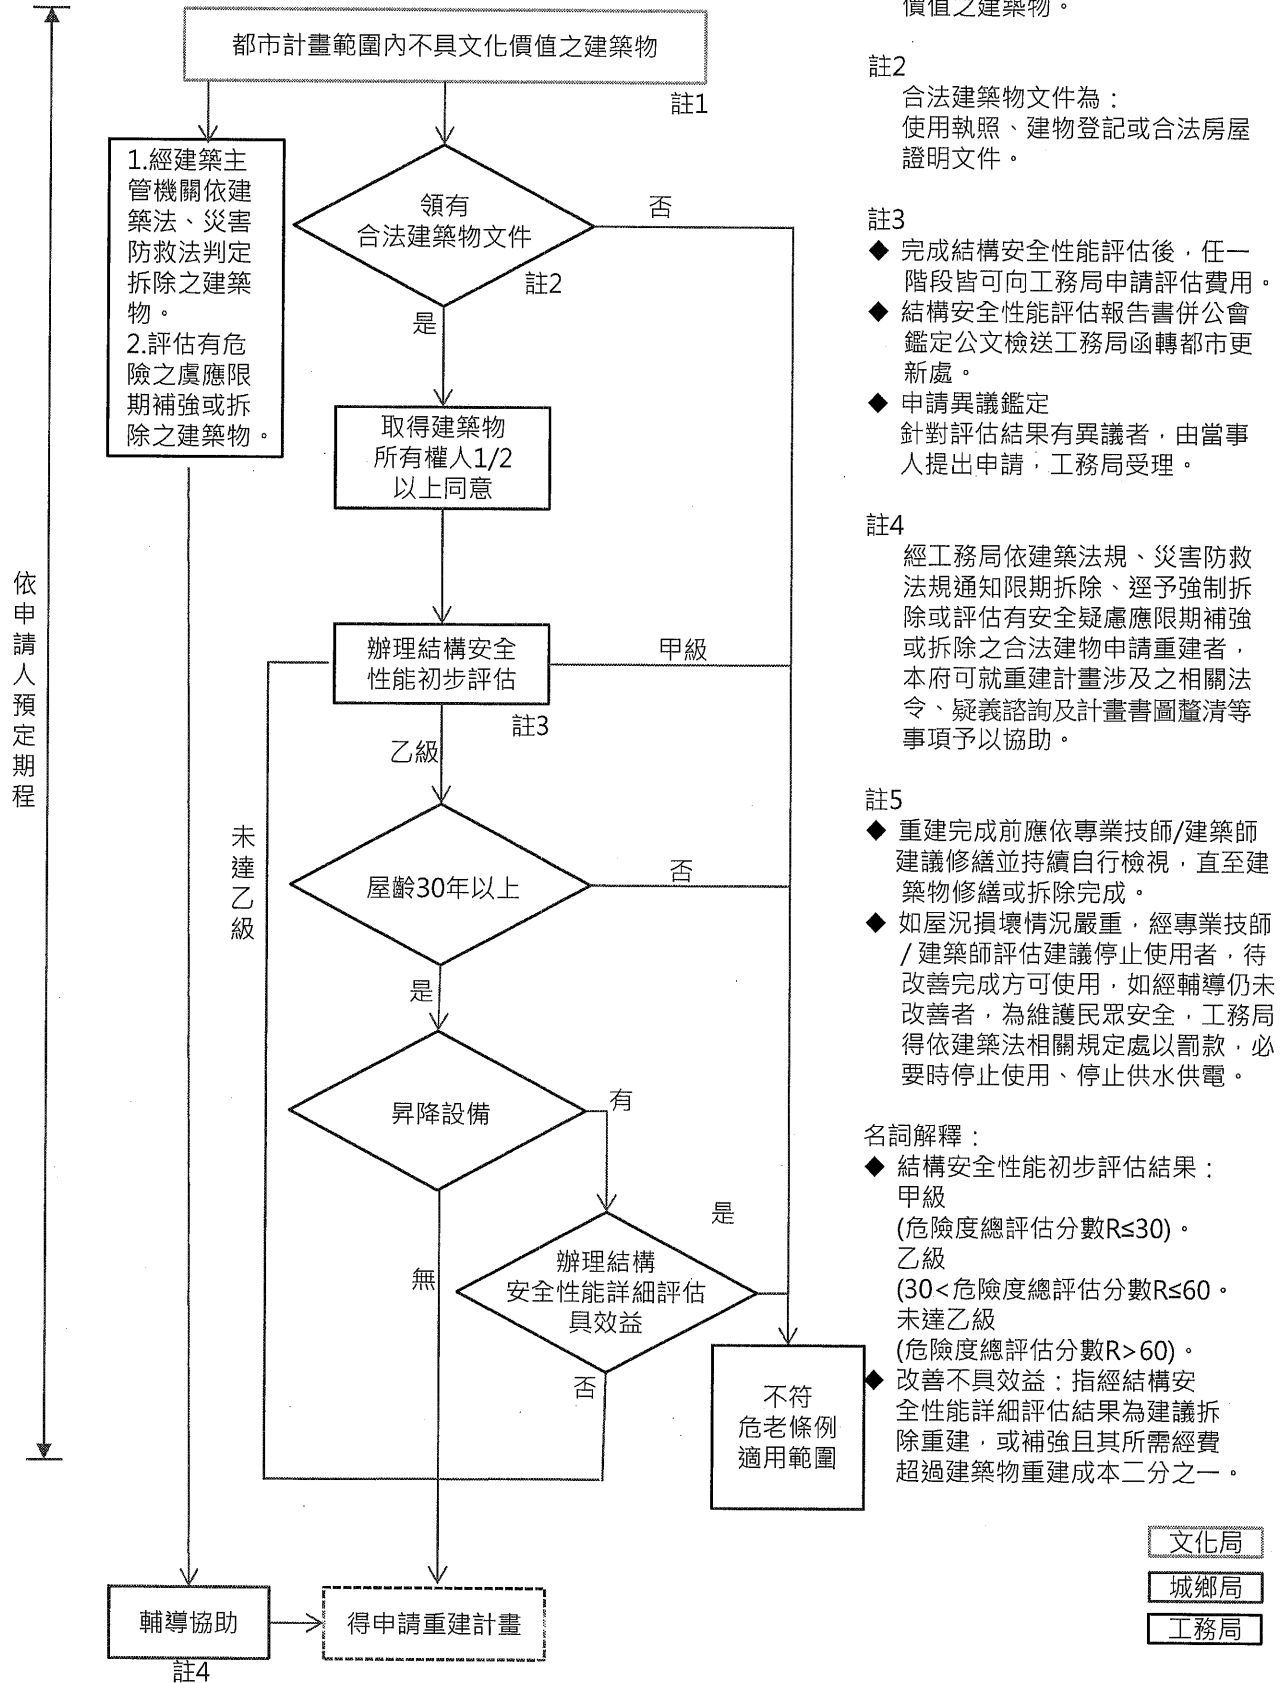 都市計畫範圍內不具文化價值之建築物
註1
1.經建築主
管機關依建
築法、災害
防救法判定
拆除之建築
物。
2.評估有危
險之虞應限
期補強或拆
除之建築物。
領有
合法建築物文件
註2
否
是
取得建築物
所有權人1/2
以上同意
辦理結構安全
性能初步評估
註3
甲級
乙級
未達乙級
屋齡30年以上
否
是
昇降設備
有
無
辦理結構
安全性能詳細評估
具效益
是
否
不符
危老條例
適用範圍
依申請人預定期程
輔導協助
註4
得申請重建計畫
價值之建築物。
註2
合法建築物文件為：
使用執照、建物登記或合法房屋
證明文件。
註3
◆ 完成結構安全性能評估後，任一
階段皆可向工務局申請評估費用。
◆ 結構安全性能評估報告書併公會
鑑定公文檢送工務局函轉都市更
新處。
◆ 申請異議鑑定
針對評估結果有異議者，由當事
人提出申請，工務局受理。
註4
經工務局依建築法規、災害防救
法規通知限期拆除、逕予強制拆
除或評估有安全疑慮應限期補強
或拆除之合法建物申請重建者，
本府可就重建計畫涉及之相關法
令、疑義諮詢及計畫書圖釐清等
事項予以協助。
註5
◆ 重建完成前應依專業技師/建築師
建議修繕並持續自行檢視，直至建
築物修繕或拆除完成。
◆ 如屋況損壞情況嚴重，經專業技師
/建築師評估建議停止使用者，待
改善完成方可使用，如經輔導仍未
改善者，為維護民眾安全，工務局
得依建築法相關規定處以罰款，必
要時停止使用、停止供水供電。
名詞解釋：
◆ 結構安全性能初步評估結果：
甲級
(危險度總評估分數R≤30)。
乙級
(30<危險度總評估分數R≤60。
未達乙級
(危險度總評估分數R>60)。
◆ 改善不具效益：指經結構安
全性能詳細評估結果為建議拆
除重建，或補強且其所需經費
超過建築物重建成本二分之一。
文化局
城鄉局
工務局